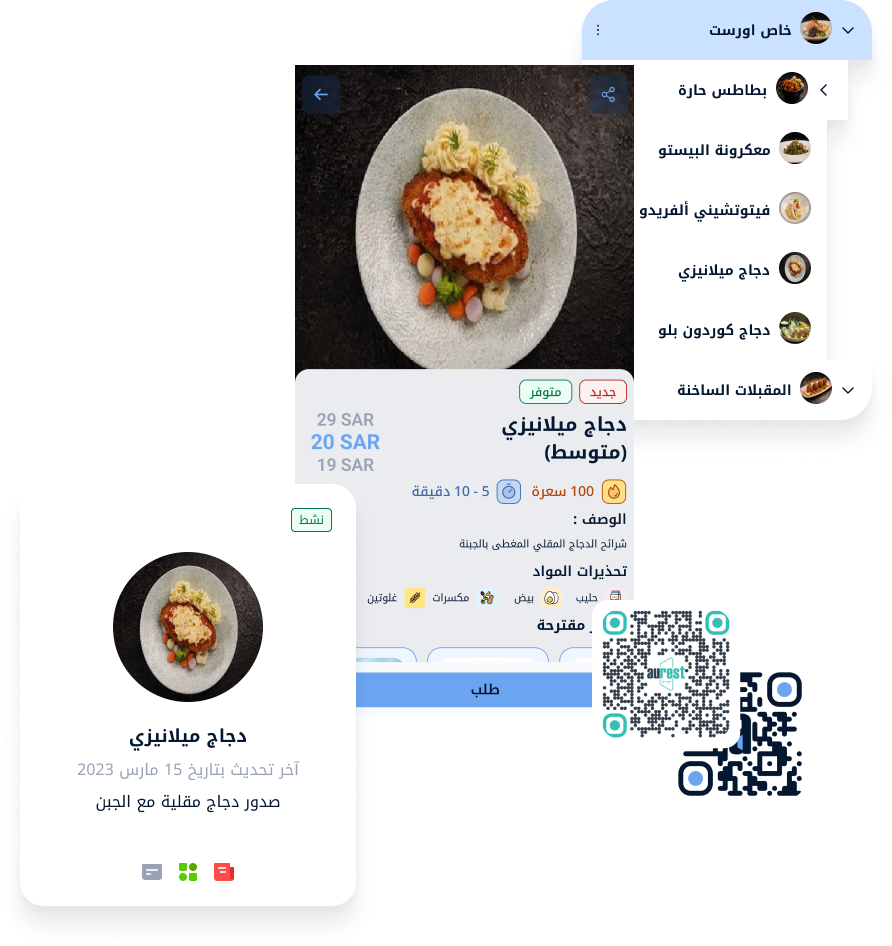 خاص اورست
بطاطس حارة
معكرونة البيستو
فيتوتشيني ألفريدو
دجاج ميلانيزي
دجاج كوردون بلو
المقبلات الساخنة
جديد
متوفر
دجاج ميلانيزي
(متوسط)
29 SAR
20 SAR
19 SAR
100 سعرة
5 - 10 دقيقة
الوصف :
شرائح الدجاج المقلي المغطى بالجبنة
تحذيرات المواد
حليب
بيض
مكسرات
غلوتين
مقترحة
طلب
نشط
دجاج ميلانيزي
آخر تحديث بتاريخ 15 مارس 2023
صدور دجاج مقلية مع الجبن
aurest